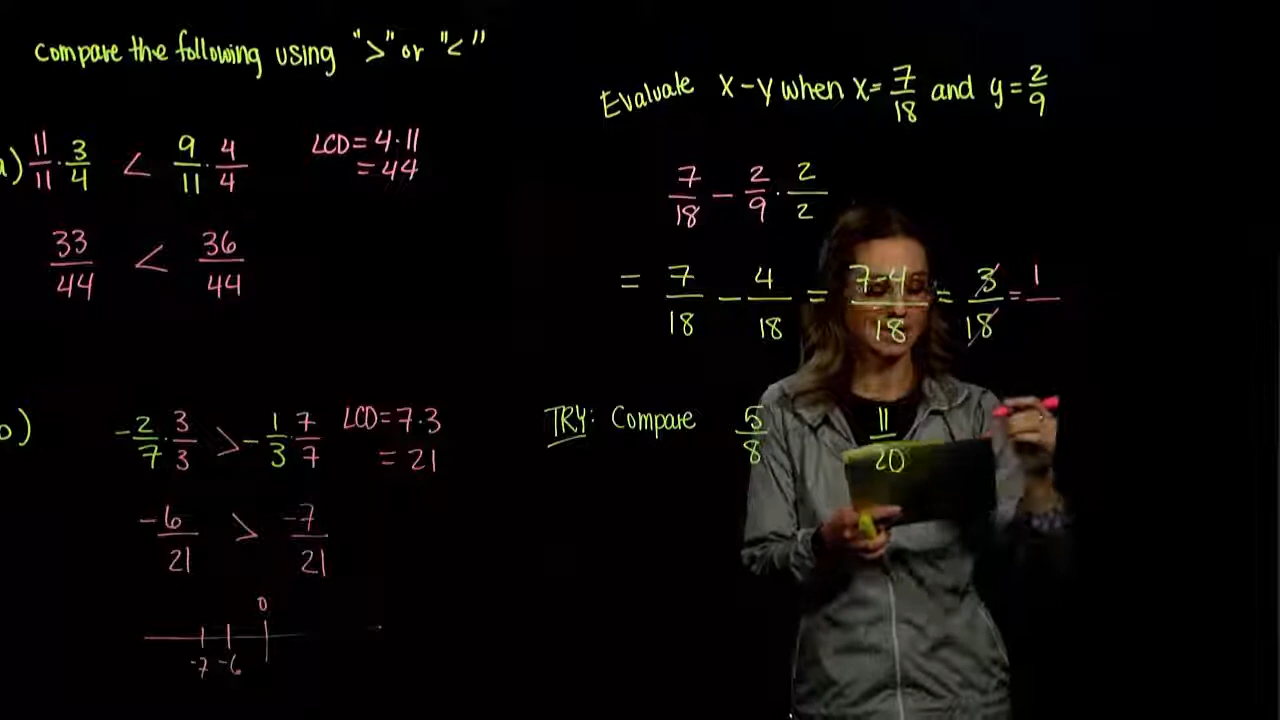 Compare the following using ">" or "<"
a) 11/11 · 3/4 < 9/11 · 4/4
LCD = 4·11
= 44
33/44 < 36/44
b) -2/7 · 3/3 > -1/3 · 7/7
LCD = 7·3
= 21
-6/21 > -7/21
0
-7 -6
Evaluate x-y when x= 7/18 and y= 2/9
7/18 - 2/9 · 2/2
= 7/18 - 4/18 = 7-4/18 = 3/18 = 1/
TRY: Compare 5/8 11/20